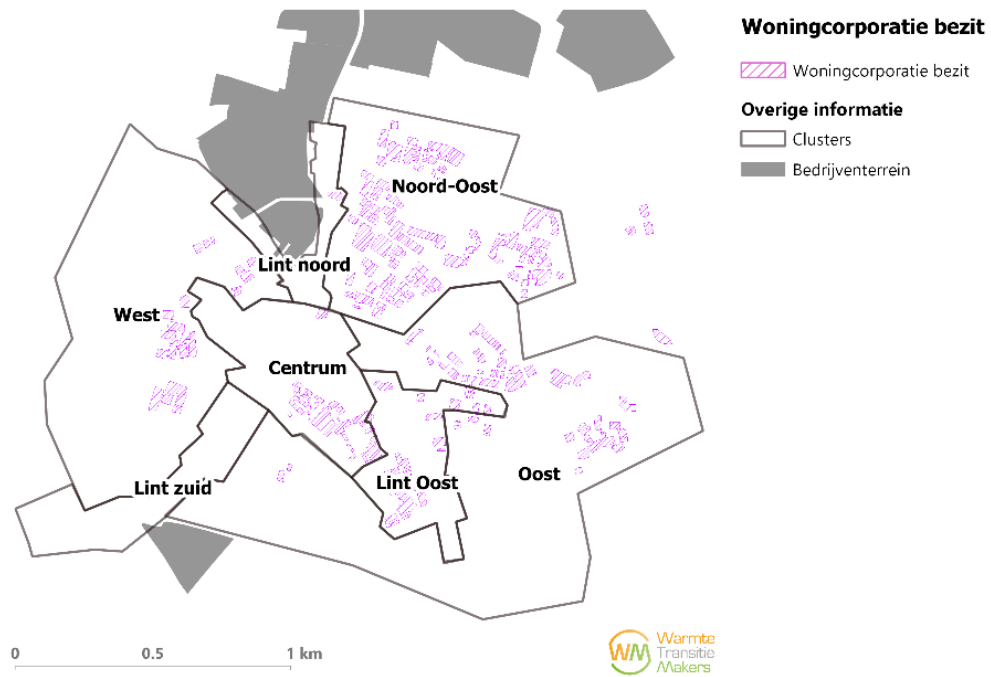 Woningcorporatie bezit
Woningcorporatie bezit
Overige informatie
Clusters
Bedrijventerrein
Noord-Oost
Lint noord
West
Centrum
Lint Oost
Oost
Lint zuid
0 0.5 1 km
WM
Warmte
Transitie
Makers